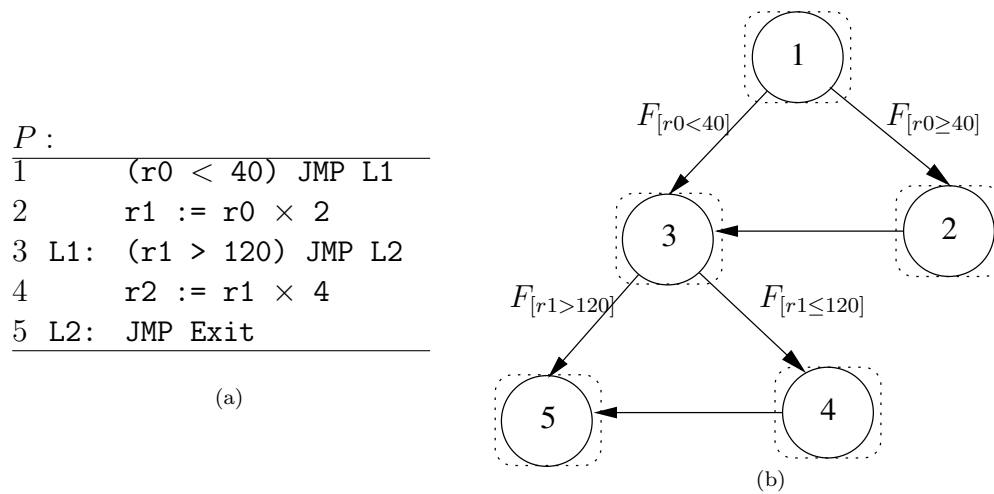 P :
1 (r0 < 40) JMP L1
2 r1 := r0 × 2
3 L1: (r1 > 120) JMP L2
4 r2 := r1 × 4
5 L2: JMP Exit
(a)
1
F[r0<40]
F[r0≥40]
3
2
F[r1>120]
F[r1≤120]
5
4
(b)